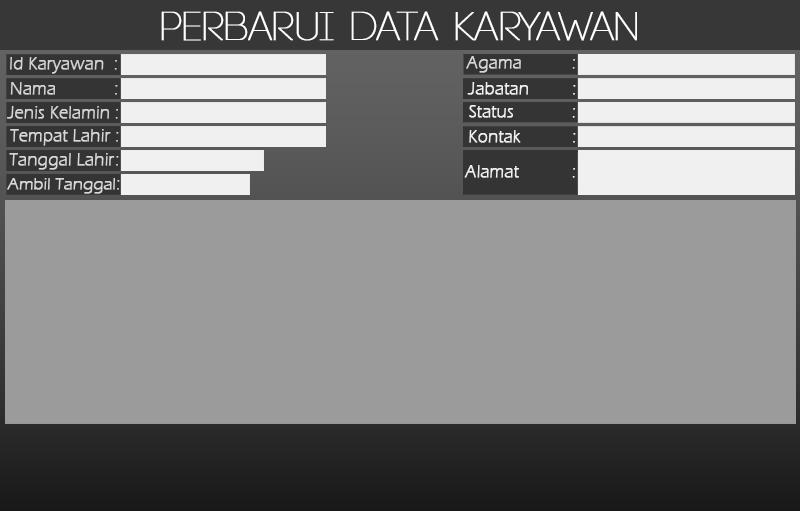 PERBARUI DATA KARYAWAN
Id Karyawan :
Nama :
Jenis Kelamin :
Tempat Lahir :
Tanggal Lahir:
Ambil Tanggal:
Agama :
Jabatan :
Status :
Kontak :
Alamat :